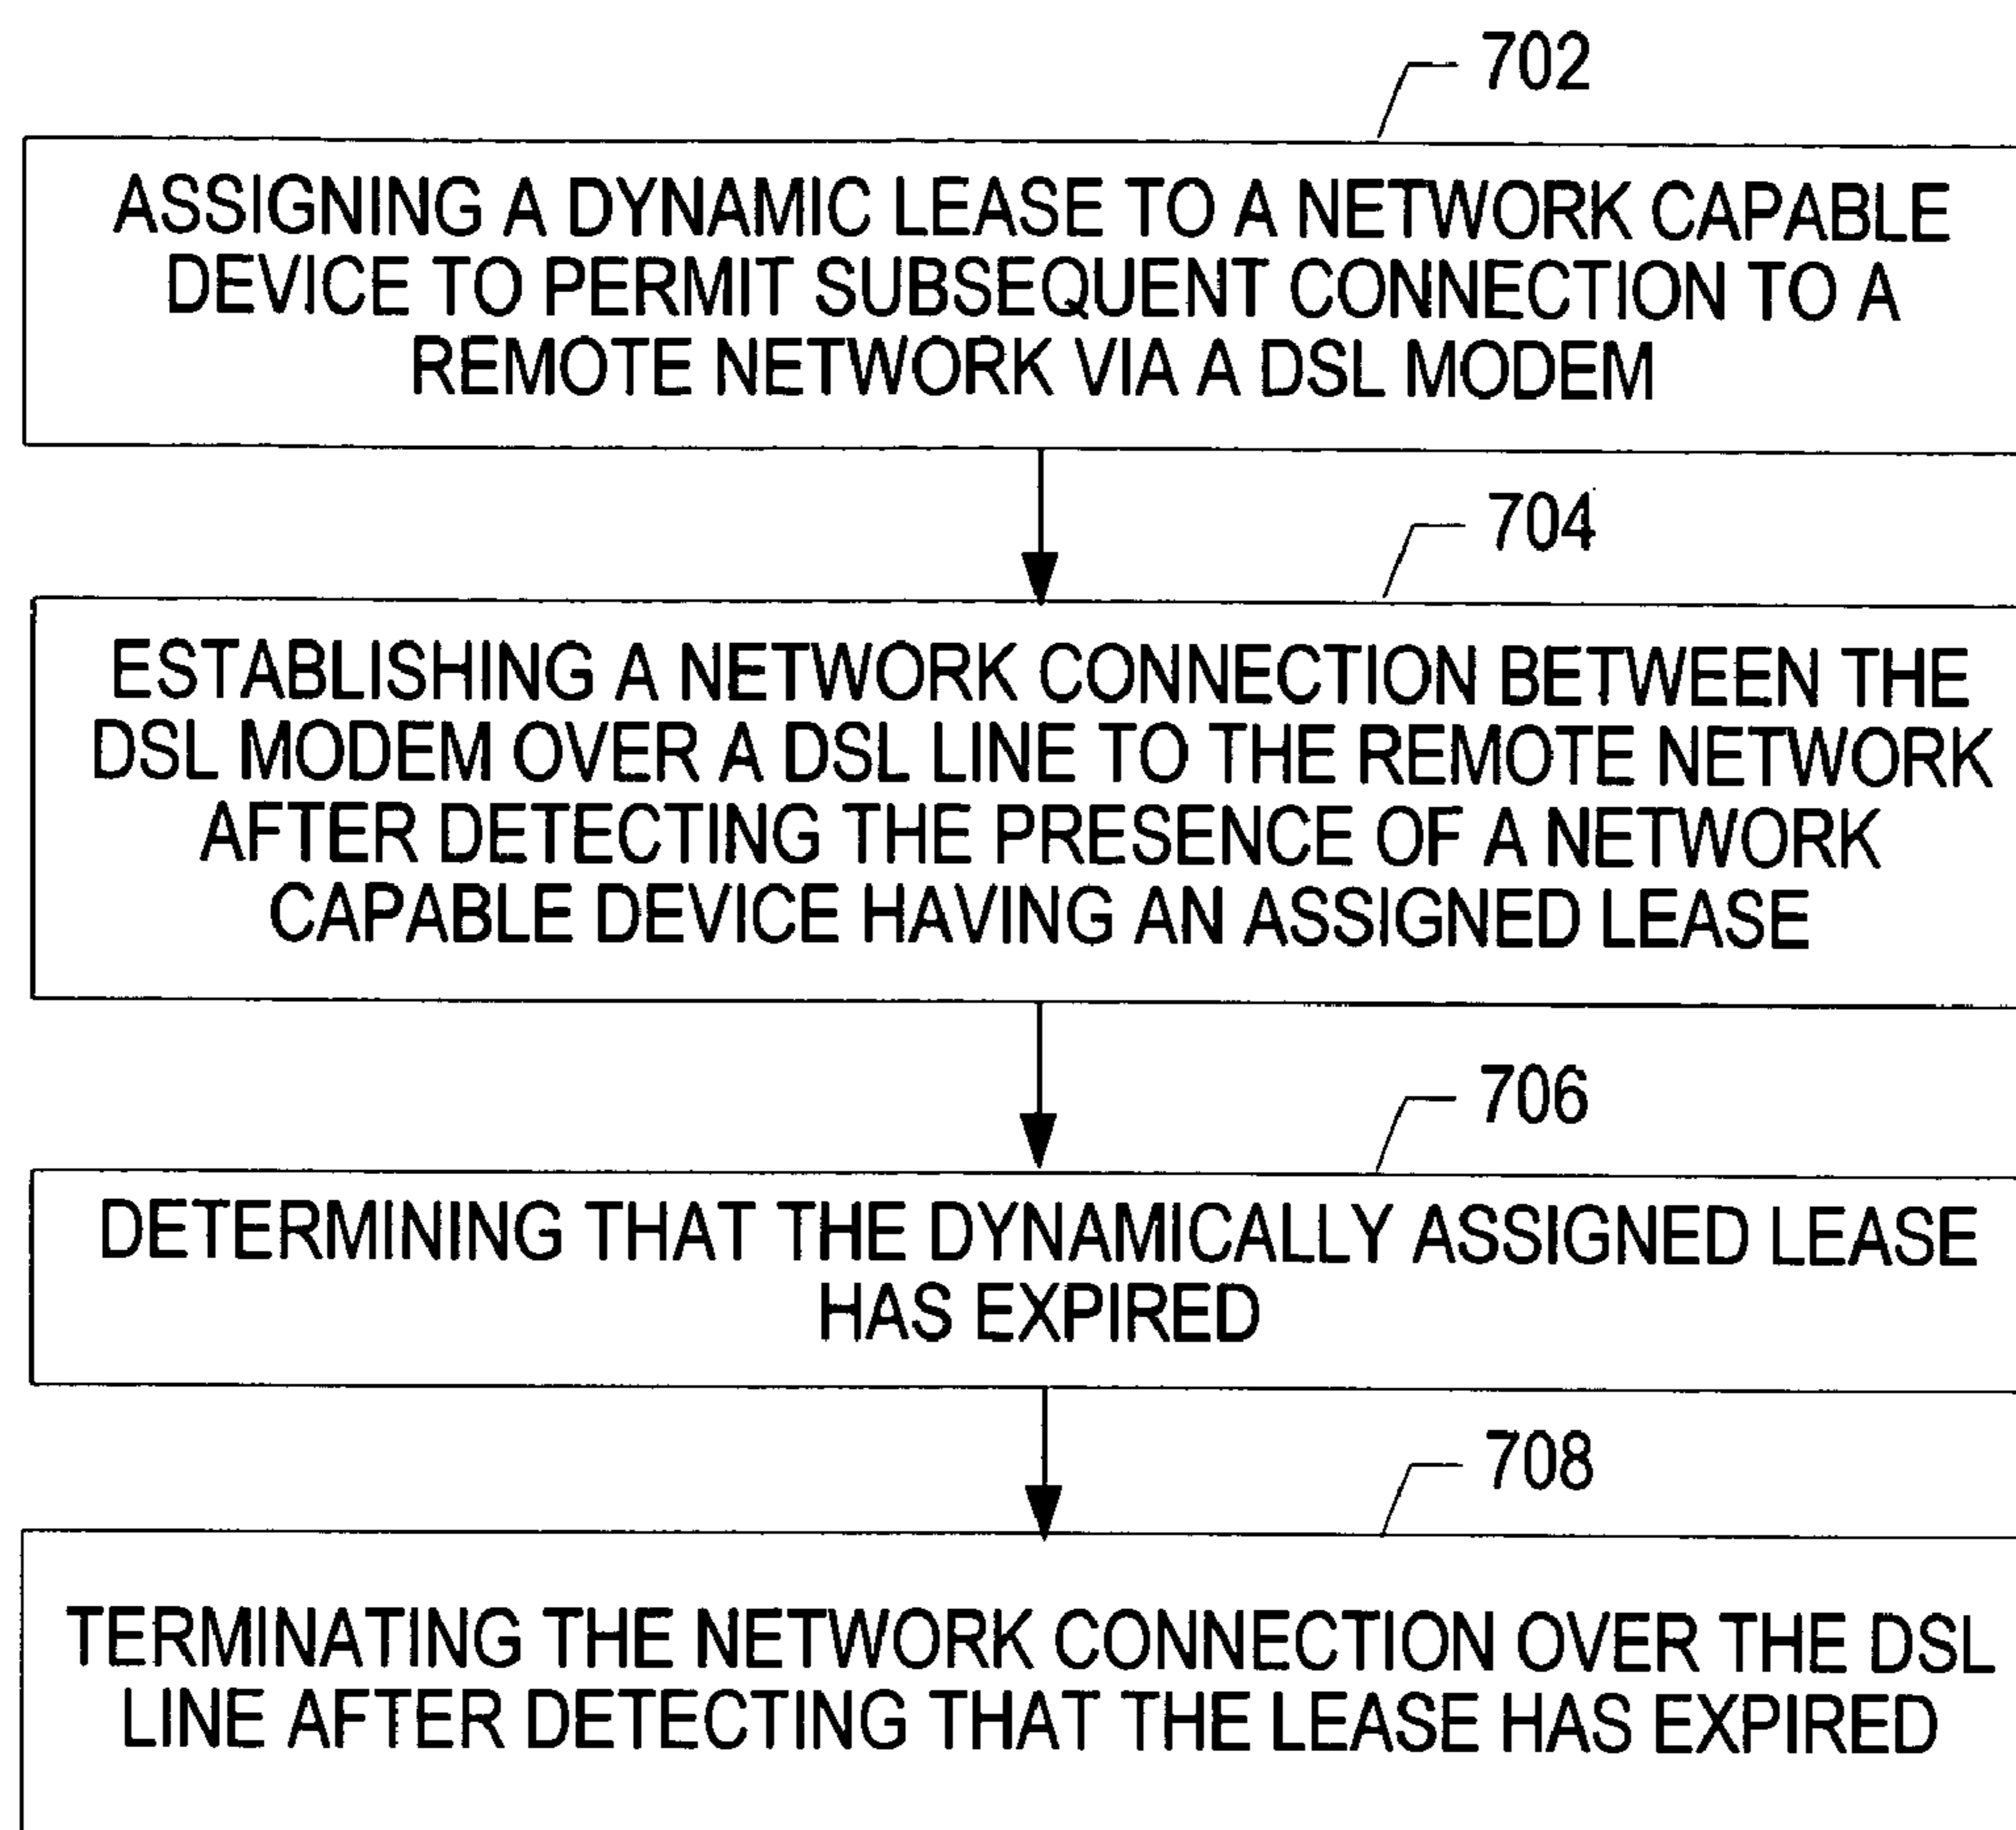 702
ASSIGNING A DYNAMIC LEASE TO A NETWORK CAPABLE
DEVICE TO PERMIT SUBSEQUENT CONNECTION TO A
REMOTE NETWORK VIA A DSL MODEM
704
ESTABLISHING A NETWORK CONNECTION BETWEEN THE
DSL MODEM OVER A DSL LINE TO THE REMOTE NETWORK
AFTER DETECTING THE PRESENCE OF A NETWORK
CAPABLE DEVICE HAVING AN ASSIGNED LEASE
706
DETERMINING THAT THE DYNAMICALLY ASSIGNED LEASE
HAS EXPIRED
708
TERMINATING THE NETWORK CONNECTION OVER THE DSL
LINE AFTER DETECTING THAT THE LEASE HAS EXPIRED